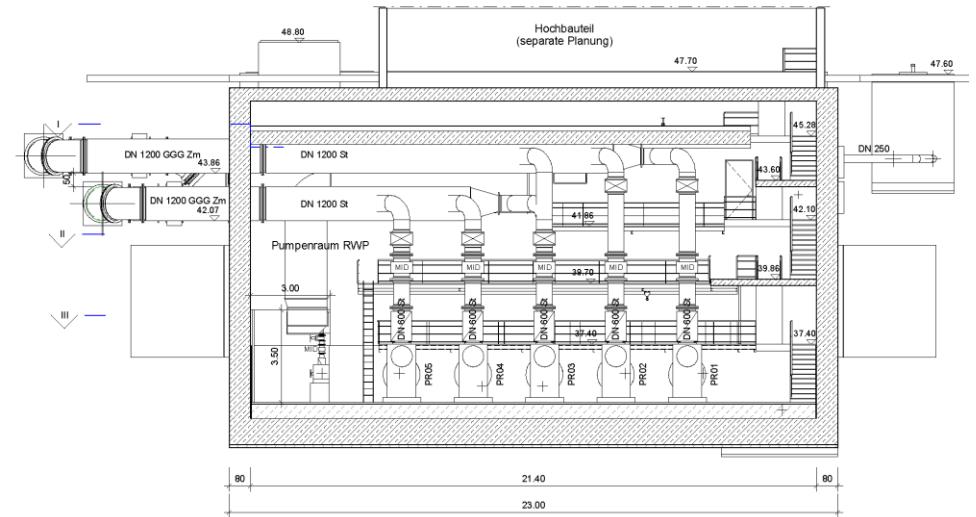 Hochbauteil
(separate Planung)
48.80
47.70
47.60
I
DN 1200 GGG Zm
43.86
DN 1200 St
45.28
DN 250
50
DN 1200 GGG Zm
42.07
DN 1200 St
43.60
41.86
42.10
II
Pumpenraum RWP
MID
MID
MID
MID
MID
39.70
39.86
3.00
III
DN 600 St
DN 600 St
DN 600 St
DN 600 St
DN 600 St
37.40
37.40
3.50
MID
PR05
PR04
PR03
PR02
PR01
80
21.40
80
23.00